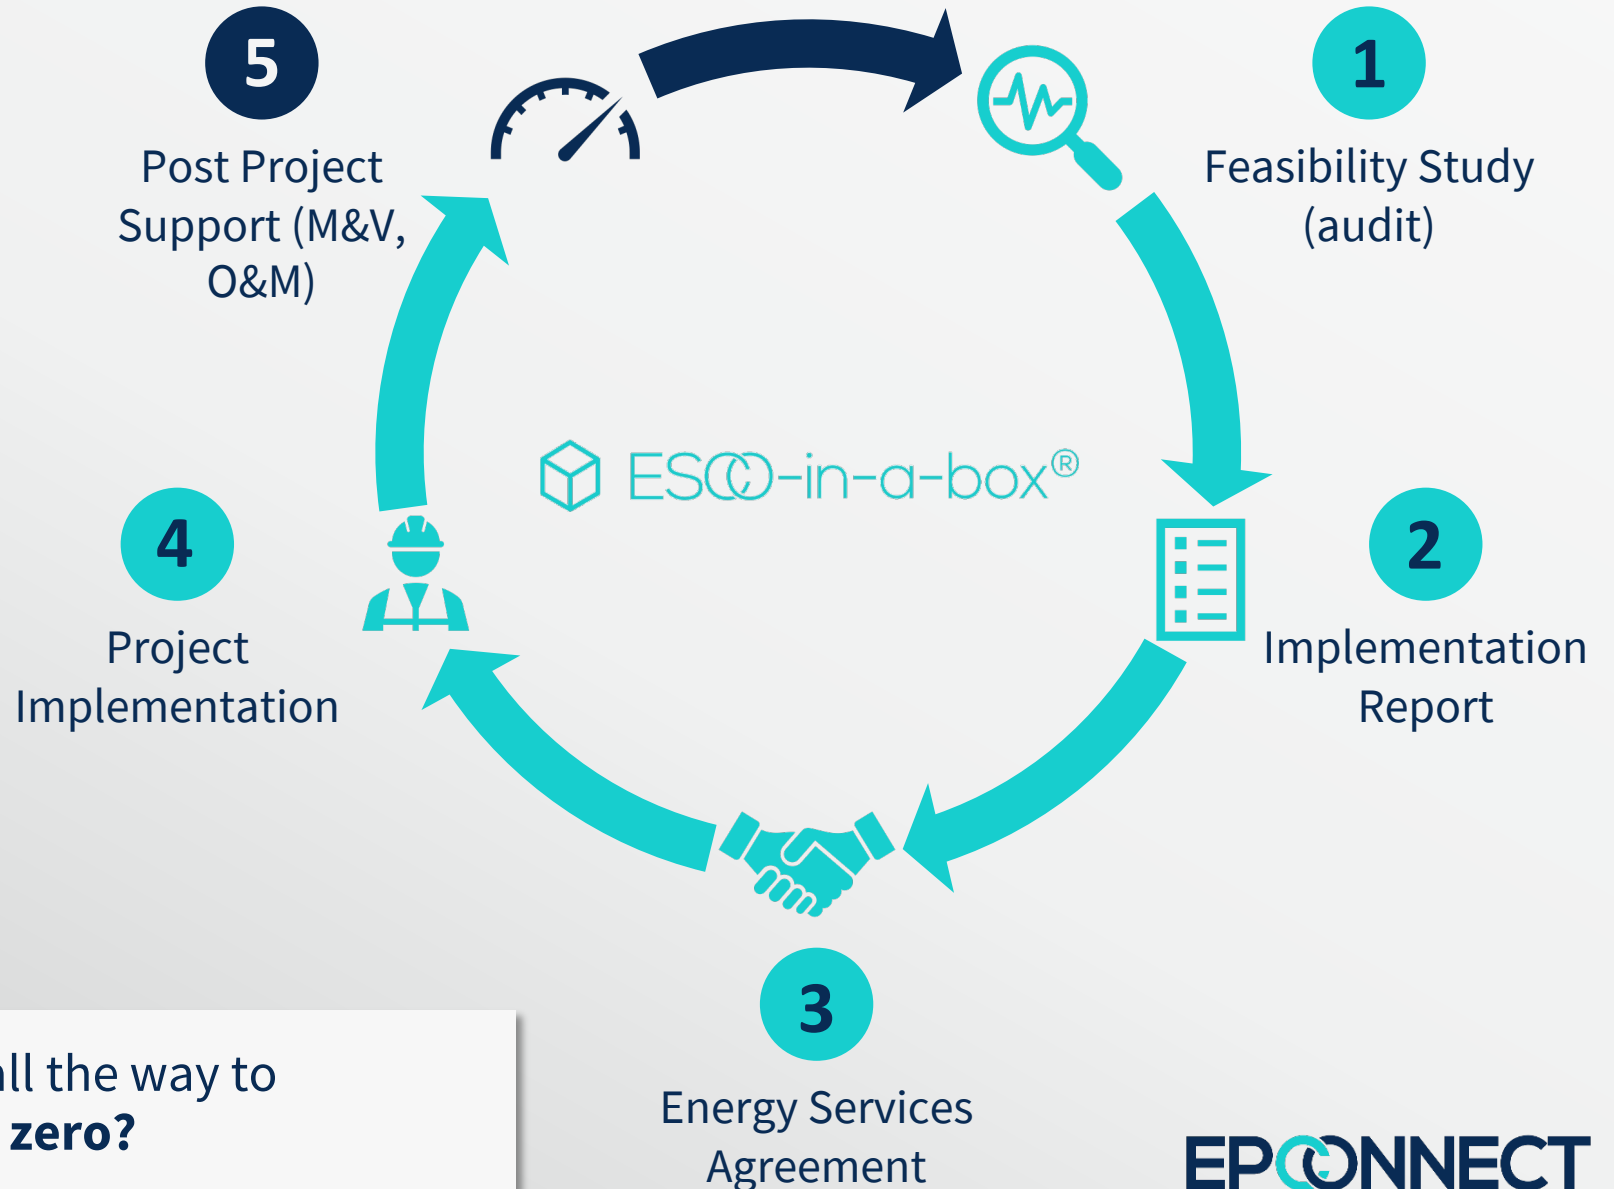 5
Post Project
Support (M&V,
O&M)
1
Feasibility Study
(audit)
ESCO-in-a-box®
4
Project
Implementation
2
Implementation
Report
3
Energy Services
Agreement
all the way to
zero?
EPCONNECT